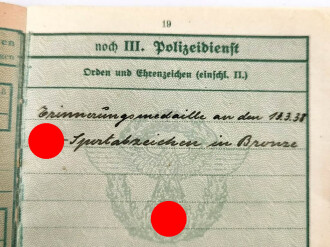 19
noch III. Polizeidienst
Orden und Ehrenzeichen (einschl. II.)
Erinnerungsmedaille an den 13.3.38
-Sportabzeichen in Bronze